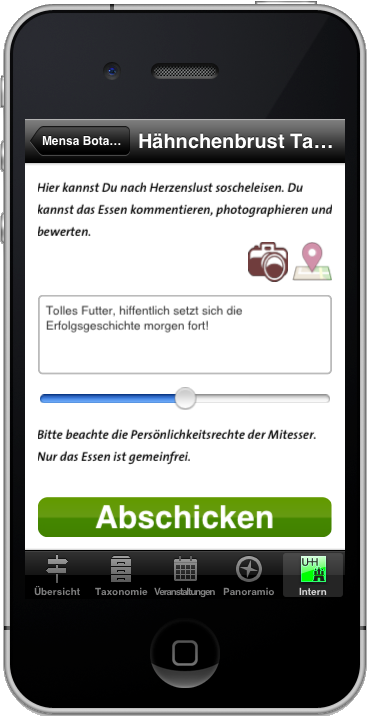 Mensa Bota...
Hähnchenbrust Ta...
Hier kannst Du nach Herzenslust soscheleisen. Du
kannst das Essen kommentieren, photographieren und
bewerten.
Tolles Futter, hiffentlich setzt sich die
Erfolgsgeschichte morgen fort!
Bitte beachte die Persönlichkeitsrechte der Mitesser.
Nur das Essen ist gemeinfrei.
Abschicken
Übersicht
Taxonomie
Veranstaltungen
Panoramio
U+H
Intern